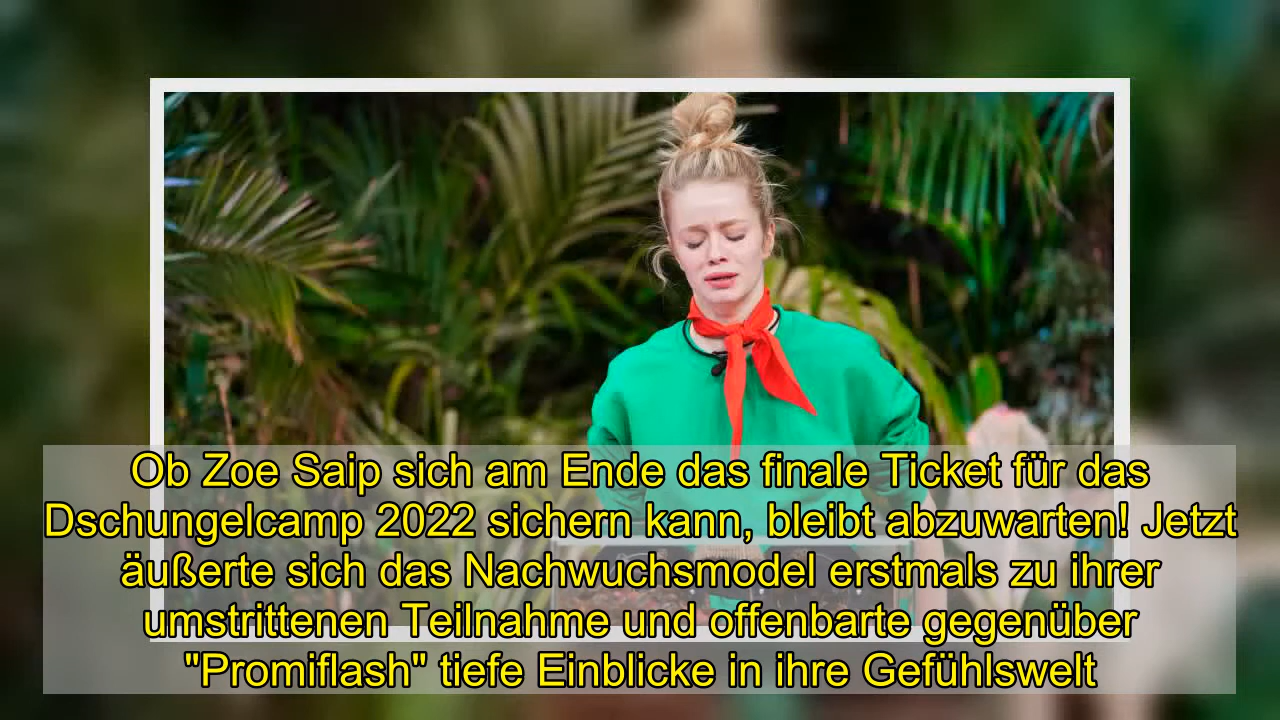 Ob Zoe Saip sich am Ende das finale Ticket für das
Dschungelcamp 2022 sichern kann, bleibt abzuwarten! Jetzt
äußerte sich das Nachwuchsmodel erstmals zu ihrer
umstrittenen Teilnahme und offenbarte gegenüber
"Promiflash" tiefe Einblicke in ihre Gefühlswelt